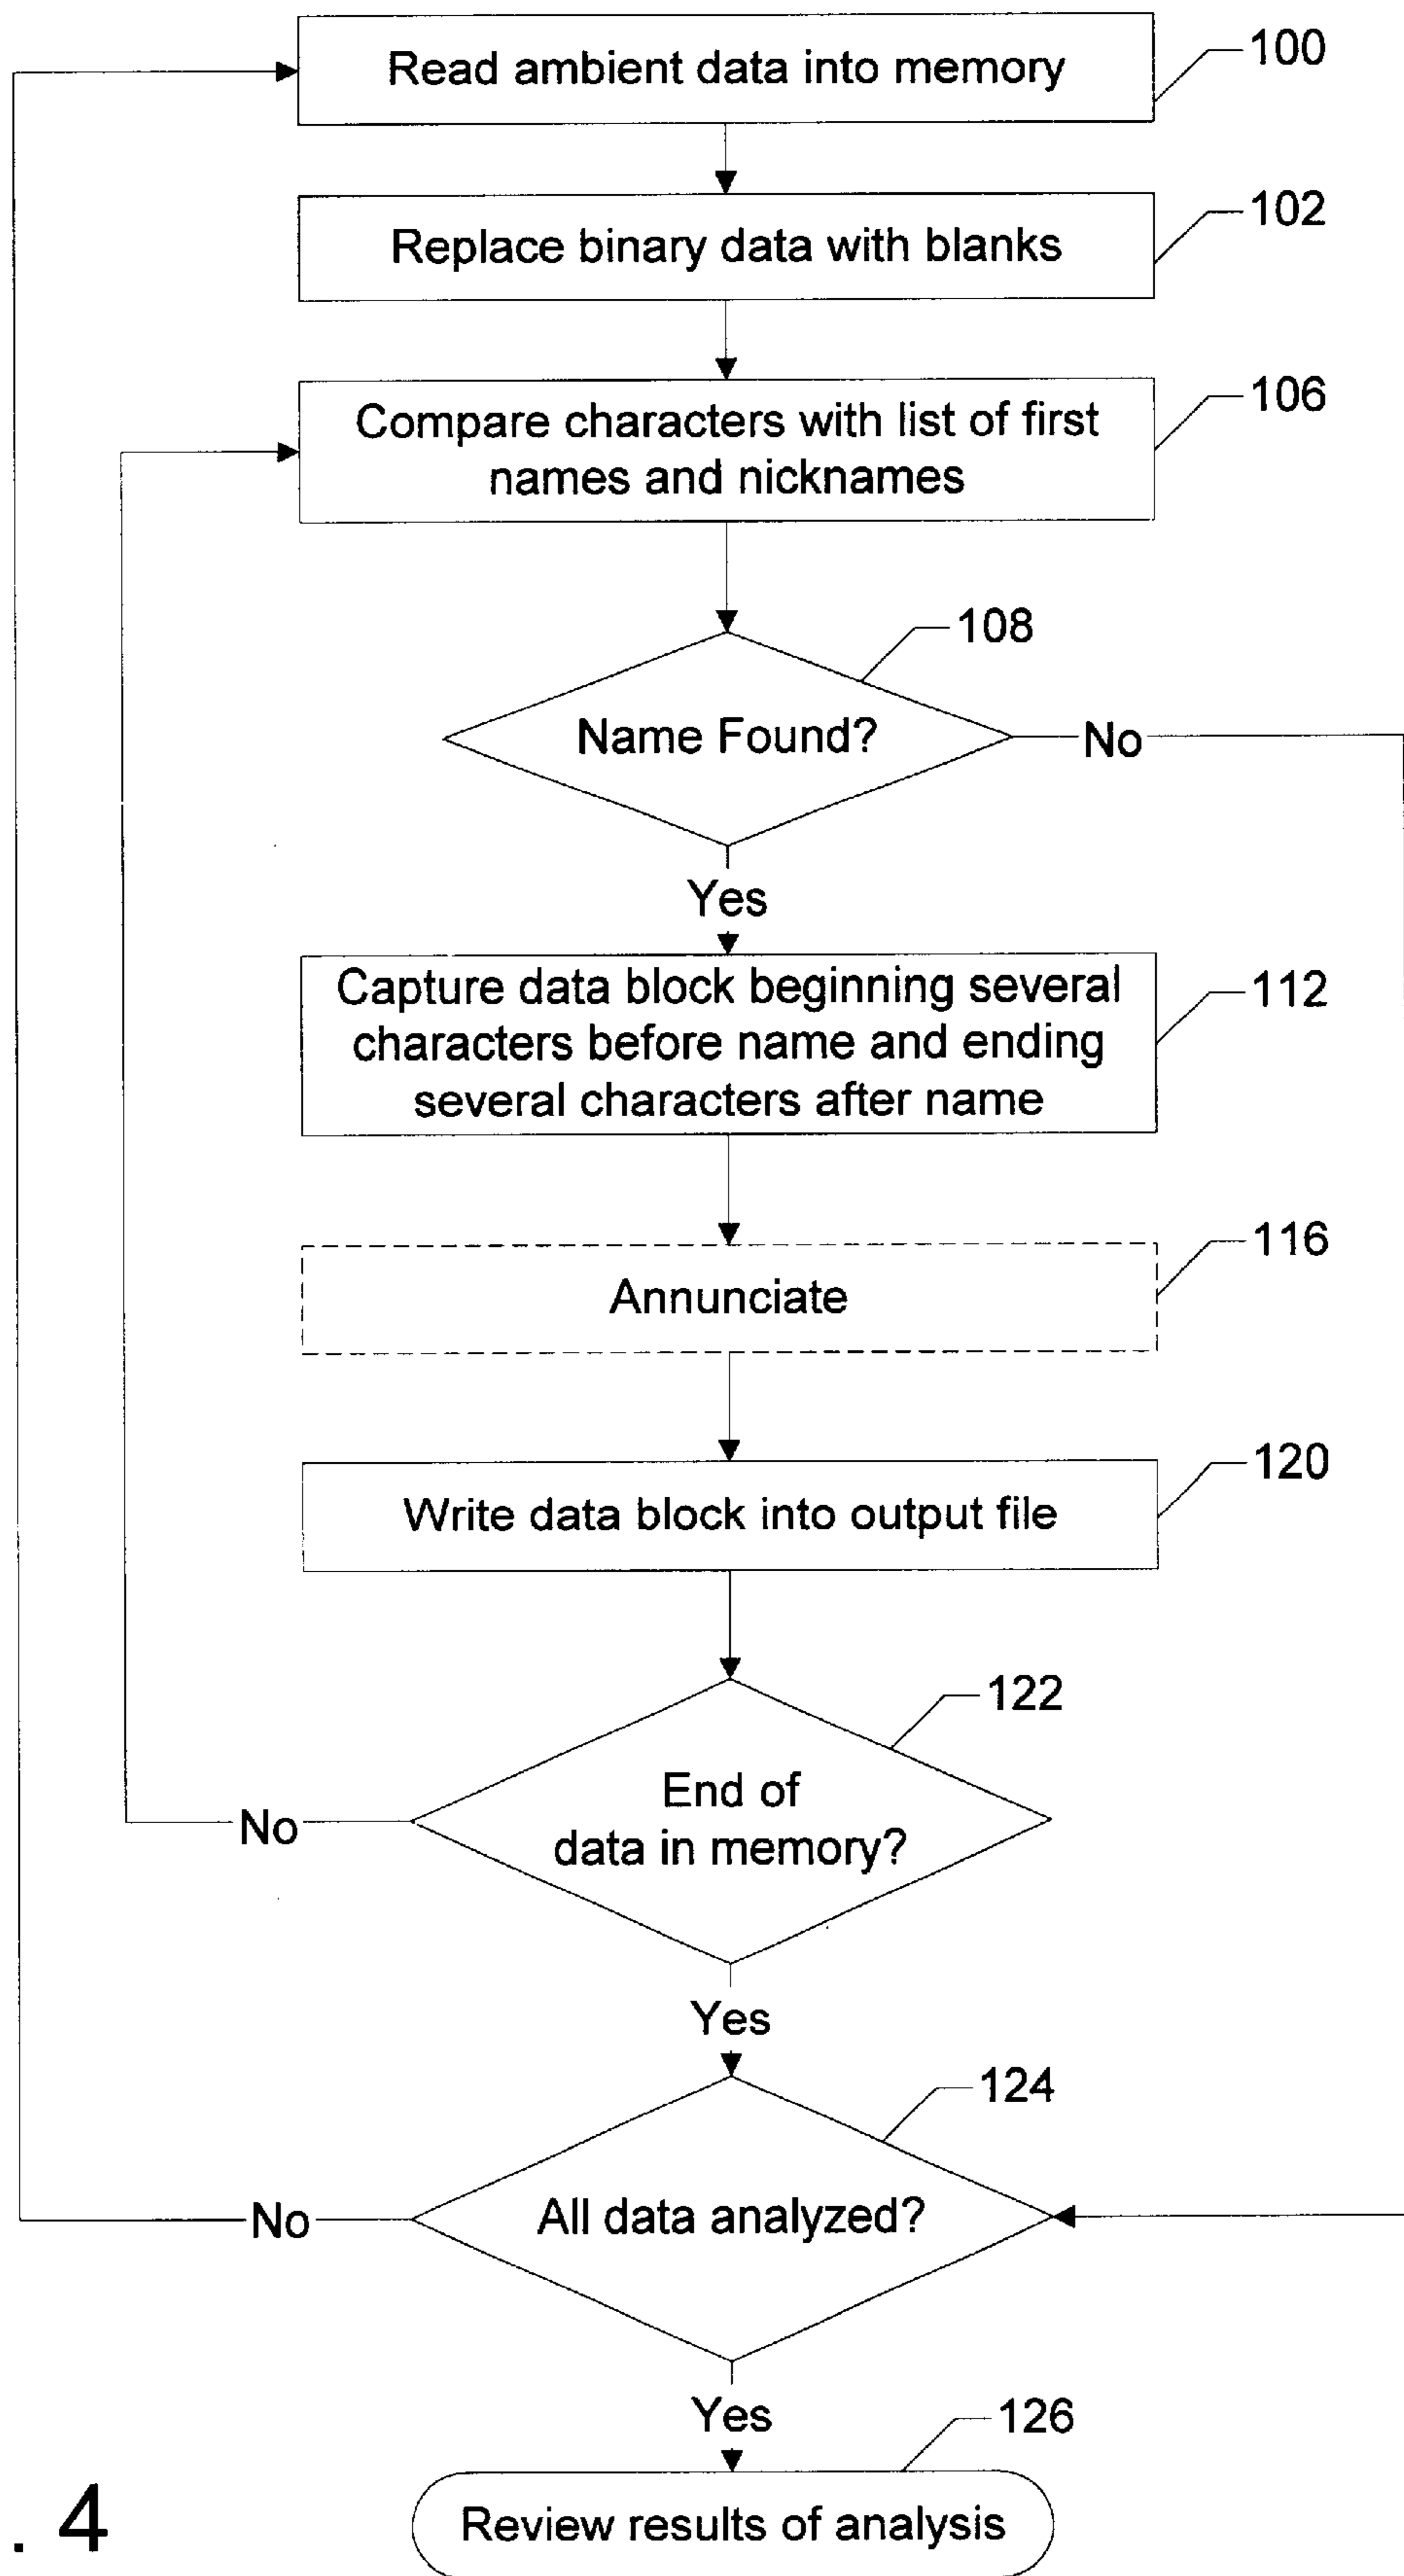 Read ambient data into memory
100
Replace binary data with blanks
102
Compare characters with list of first
names and nicknames
106
108
Name Found?
No
Yes
Capture data block beginning several
characters before name and ending
several characters after name
112
Annunciate
116
Write data block into output file
120
122
End of
data in memory?
No
Yes
124
All data analyzed?
No
Yes
126
Review results of analysis
. 4